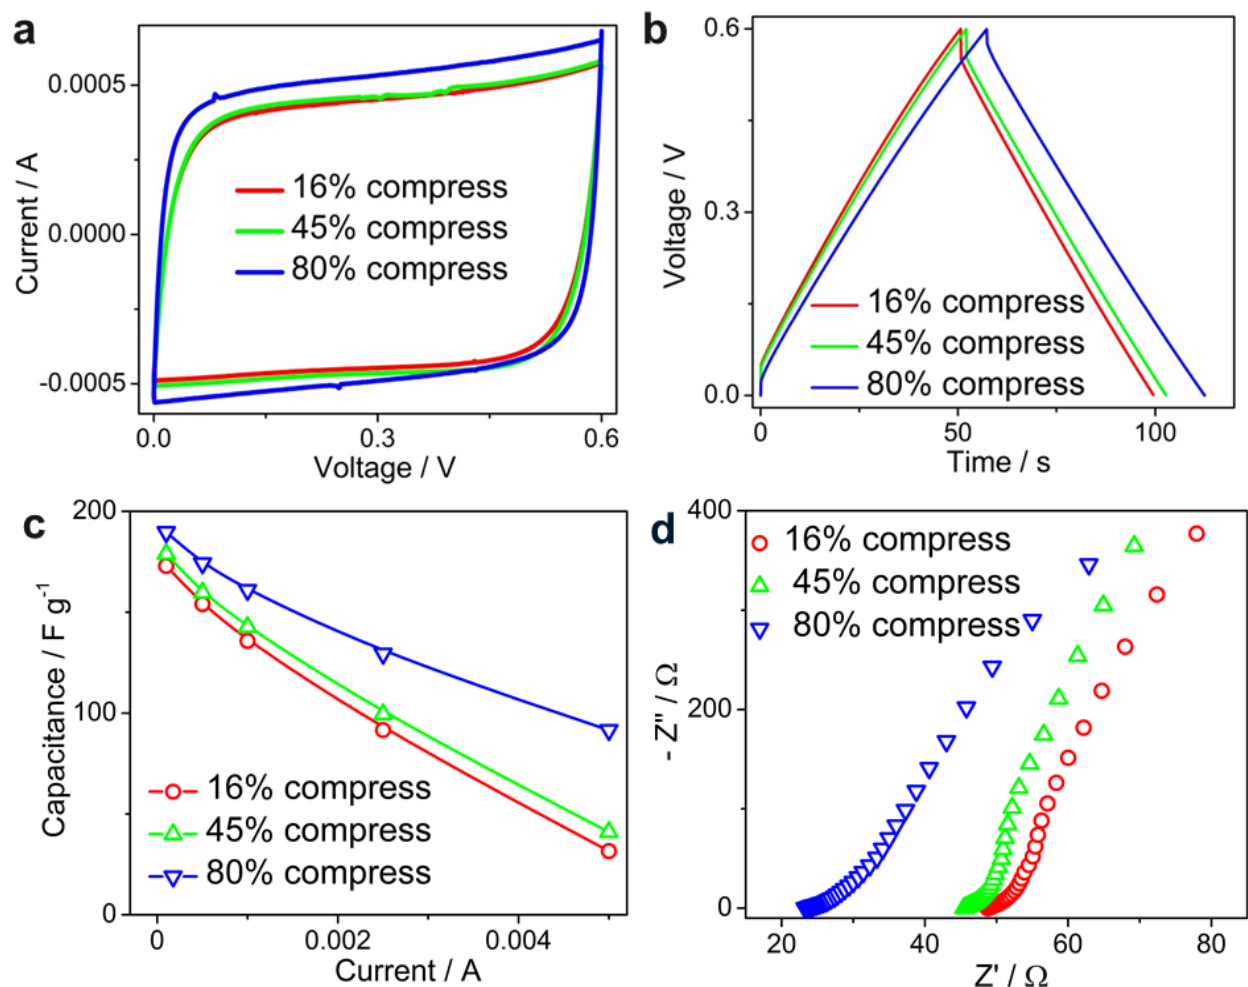 a
0.0005
0.0000
-0.0005
Current / A
16% compress
45% compress
80% compress
0.0
0.3
0.6
Voltage / V
b
0.6
0.3
0.0
Voltage / V
16% compress
45% compress
80% compress
0
50
100
Time / s
c
200
100
0
Capacitance / F g⁻¹
16% compress
45% compress
80% compress
0
0.002
0.004
Current / A
d
400
200
0
- Z" / Ω
16% compress
45% compress
80% compress
20
40
60
80
Z' / Ω